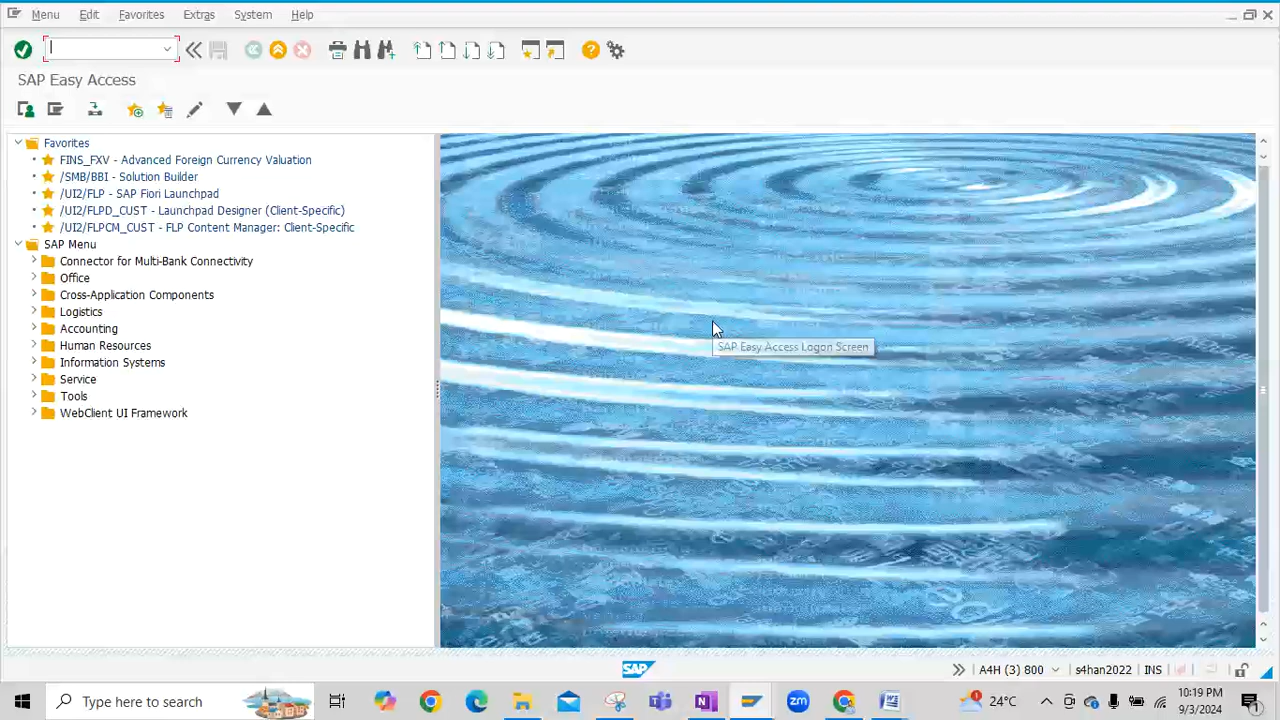 Menu Edit Favorites Extras System Help
SAP Easy Access
Favorites
FINS_FXV - Advanced Foreign Currency Valuation
/SMB/BBI - Solution Builder
/UI2/FLP - SAP Fiori Launchpad
/UI2/FLPD_CUST - Launchpad Designer (Client-Specific)
/UI2/FLPCM_CUST - FLP Content Manager: Client-Specific
SAP Menu
Connector for Multi-Bank Connectivity
Office
Cross-Application Components
Logistics
Accounting
Human Resources
Information Systems
Service
Tools
WebClient UI Framework
SAP Easy Access Logon Screen
SAP
A4H (3) 800 s4han2022 INS
Type here to search
zm
24°C
10:19 PM
9/3/2024